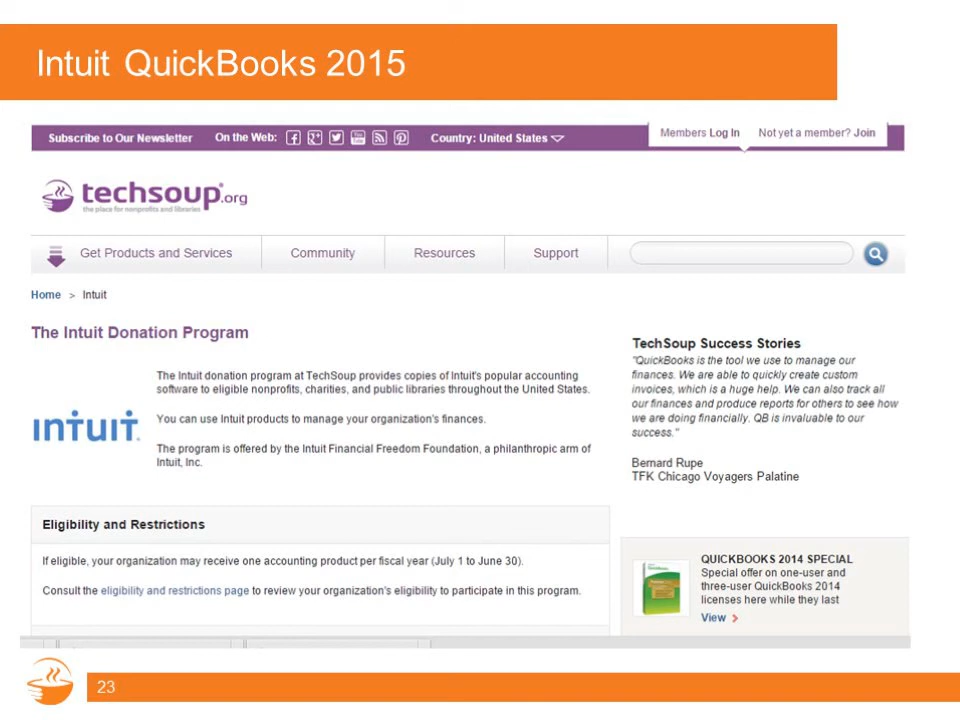 Intuit QuickBooks 2015
Subscribe to Our Newsletter On the Web: Country: United States
Members Log In Not yet a member? Join
techsoup.org
the place for nonprofits and libraries
Get Products and Services Community Resources Support
Home > Intuit
The Intuit Donation Program
The Intuit donation program at TechSoup provides copies of Intuit's popular accounting
software to eligible nonprofits, charities, and public libraries throughout the United States.
intuit.
You can use Intuit products to manage your organization's finances.
The program is offered by the Intuit Financial Freedom Foundation, a philanthropic arm of
Intuit, Inc.
TechSoup Success Stories
"QuickBooks is the tool we use to manage our
finances. We are able to quickly create custom
invoices, which is a huge help. We can also track all
our finances and produce reports for others to see how
we are doing financially. QB is invaluable to our
success."
Bernard Rupe
TFK Chicago Voyagers Palatine
Eligibility and Restrictions
If eligible, your organization may receive one accounting product per fiscal year (July 1 to June 30).
Consult the eligibility and restrictions page to review your organization's eligibility to participate in this program.
QUICKBOOKS 2014 SPECIAL
Special offer on one-user and
three-user QuickBooks 2014
licenses here while they last
View >
23